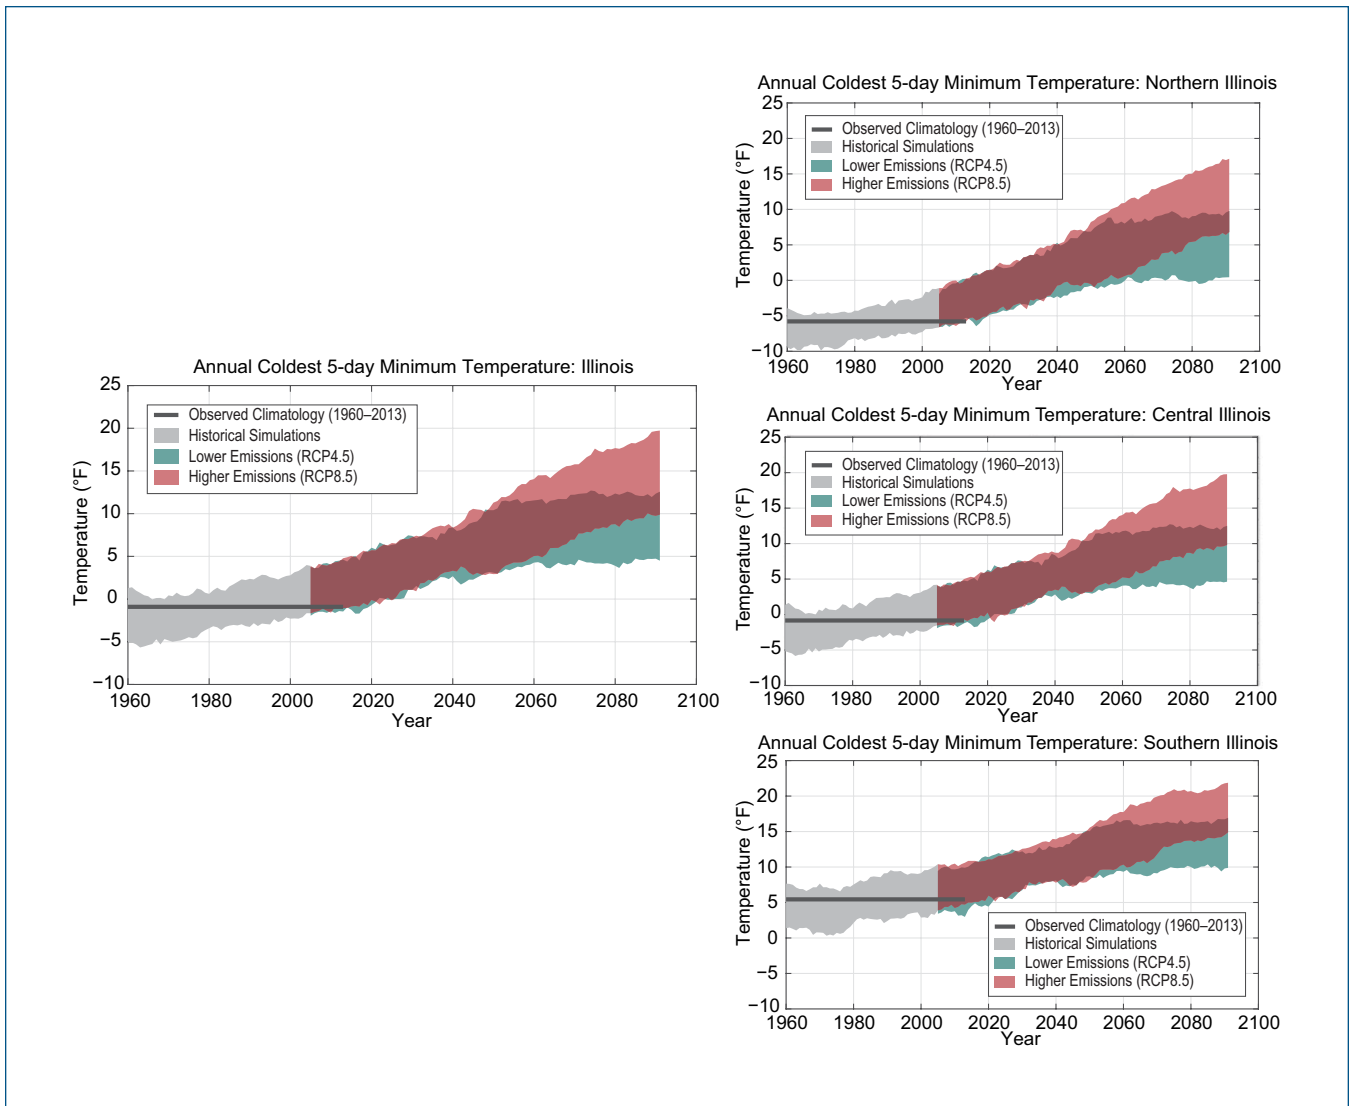 Annual Coldest 5-day Minimum Temperature: Illinois
25
20
15
10
5
0
−5
−10
Temperature (°F)
Observed Climatology (1960–2013)
Historical Simulations
Lower Emissions (RCP4.5)
Higher Emissions (RCP8.5)
1960 1980 2000 2020 2040 2060 2080 2100
Year
Annual Coldest 5-day Minimum Temperature: Northern Illinois
25
20
15
10
5
0
−5
−10
Temperature (°F)
Observed Climatology (1960–2013)
Historical Simulations
Lower Emissions (RCP4.5)
Higher Emissions (RCP8.5)
1960 1980 2000 2020 2040 2060 2080 2100
Year
Annual Coldest 5-day Minimum Temperature: Central Illinois
25
20
15
10
5
0
−5
−10
Temperature (°F)
Observed Climatology (1960–2013)
Historical Simulations
Lower Emissions (RCP4.5)
Higher Emissions (RCP8.5)
1960 1980 2000 2020 2040 2060 2080 2100
Year
Annual Coldest 5-day Minimum Temperature: Southern Illinois
25
20
15
10
5
0
−5
−10
Temperature (°F)
Observed Climatology (1960–2013)
Historical Simulations
Lower Emissions (RCP4.5)
Higher Emissions (RCP8.5)
1960 1980 2000 2020 2040 2060 2080 2100
Year